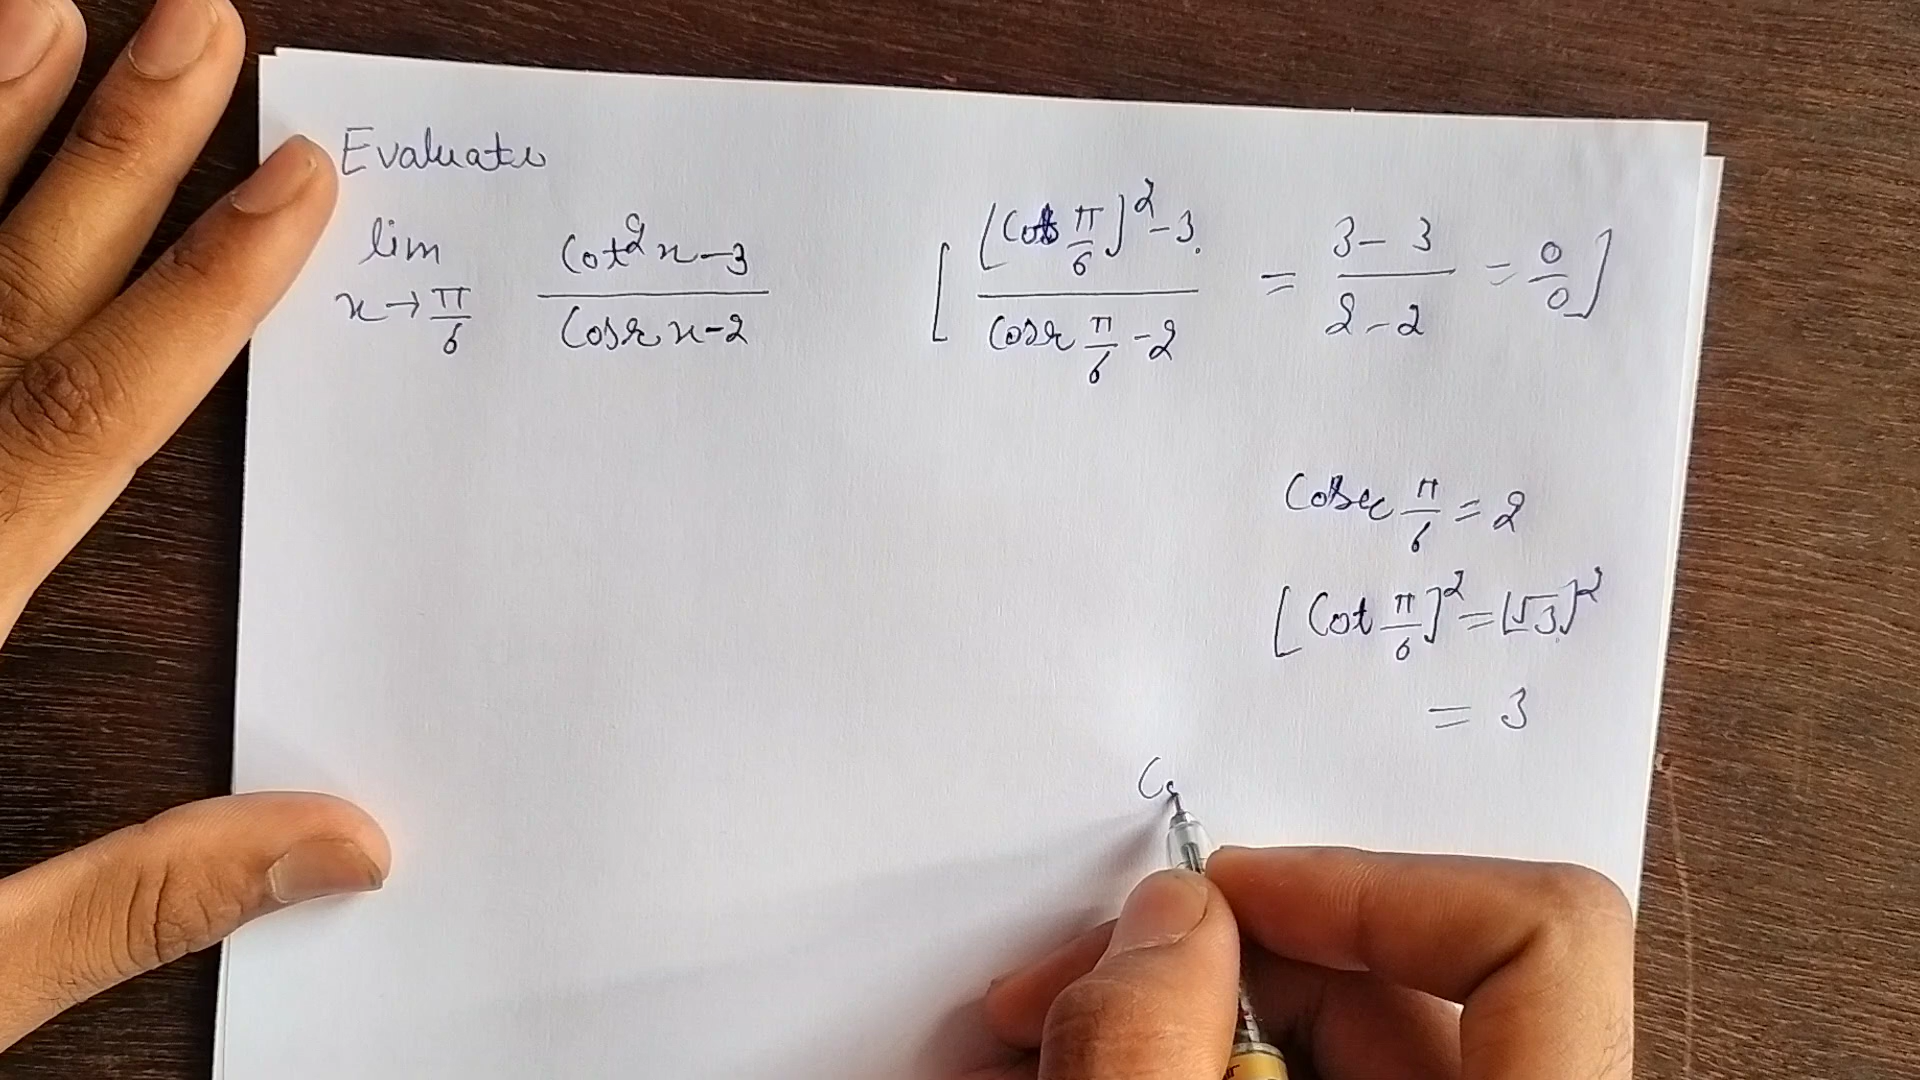 Evaluate
lim x→π/6 (Cot²x-3)/(Cosec x-2) [ ([Cot π/6]²-3.)/(Cosec π/6 -2) = (3-3)/(2-2) = 0/0 ]
Cosec π/6 = 2
[Cot π/6]² = [√3]²
= 3
Co